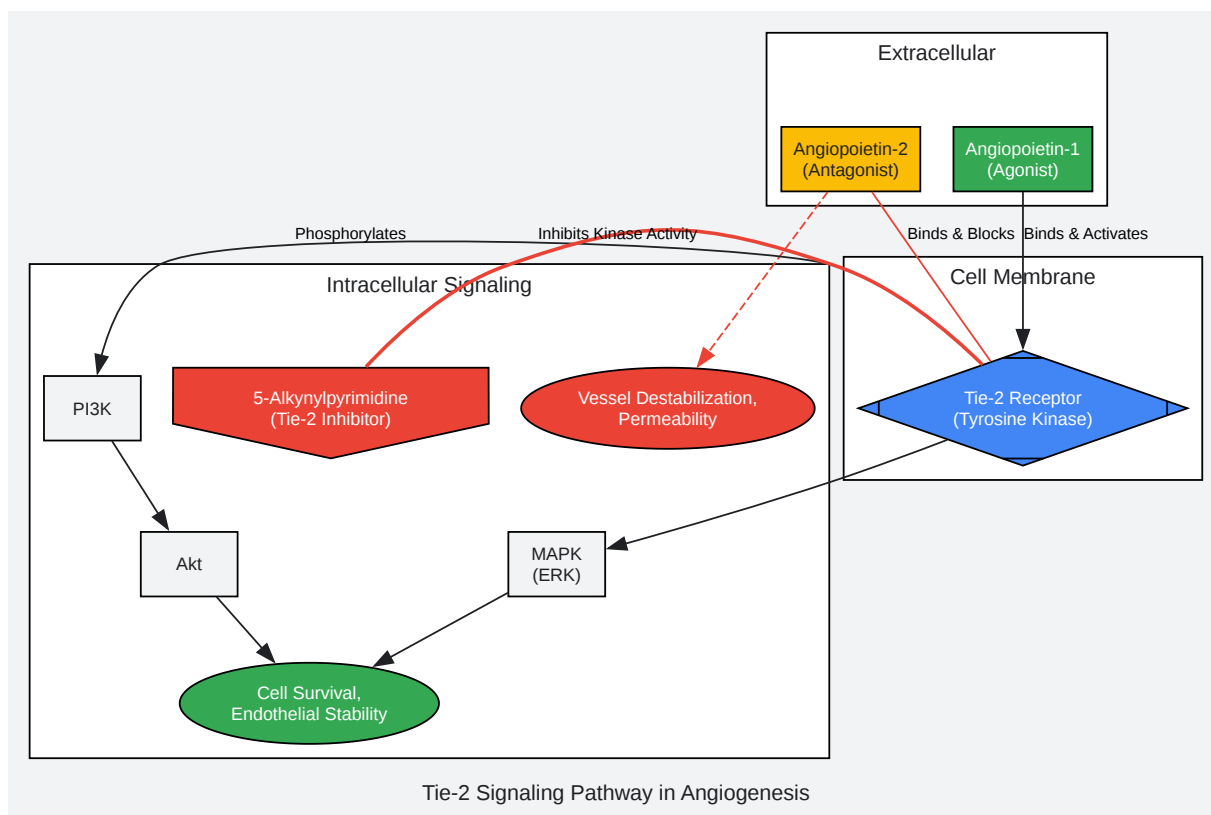 Extracellular
Angiopoietin-2
(Antagonist)
Angiopoietin-1
(Agonist)
Phosphorylates
Inhibits Kinase Activity
Binds & Blocks
Binds & Activates
Intracellular Signaling
Cell Membrane
PI3K
5-Alkynylpyrimidine
(Tie-2 Inhibitor)
Vessel Destabilization,
Permeability
Tie-2 Receptor
(Tyrosine Kinase)
Akt
MAPK
(ERK)
Cell Survival,
Endothelial Stability
Tie-2 Signaling Pathway in Angiogenesis